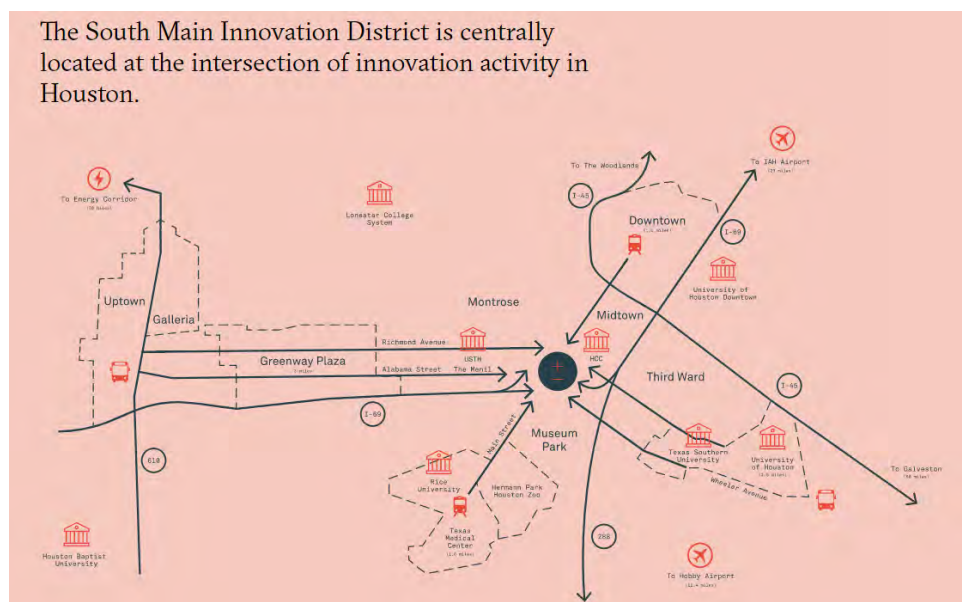 The South Main Innovation District is centrally
located at the intersection of innovation activity in
Houston.
To IAH Airport
To The Woodlands
To Energy Corridor
I-45
Lonestar College
System
Downtown
I-69
University of
Houston Downtown
Uptown
Montrose
Galleria
Midtown
Richmond Avenue
USTH
HCC
Greenway Plaza
Alabama Street
The Menil
Third Ward
I-45
I-69
Main Street
Museum
Park
Texas Southern
University
University
of Houston
610
Rice
University
Hermann Park
Houston Zoo
Wheeler Avenue
To Galveston
Texas
Medical
Center
288
Houston Baptist
University
To Hobby Airport